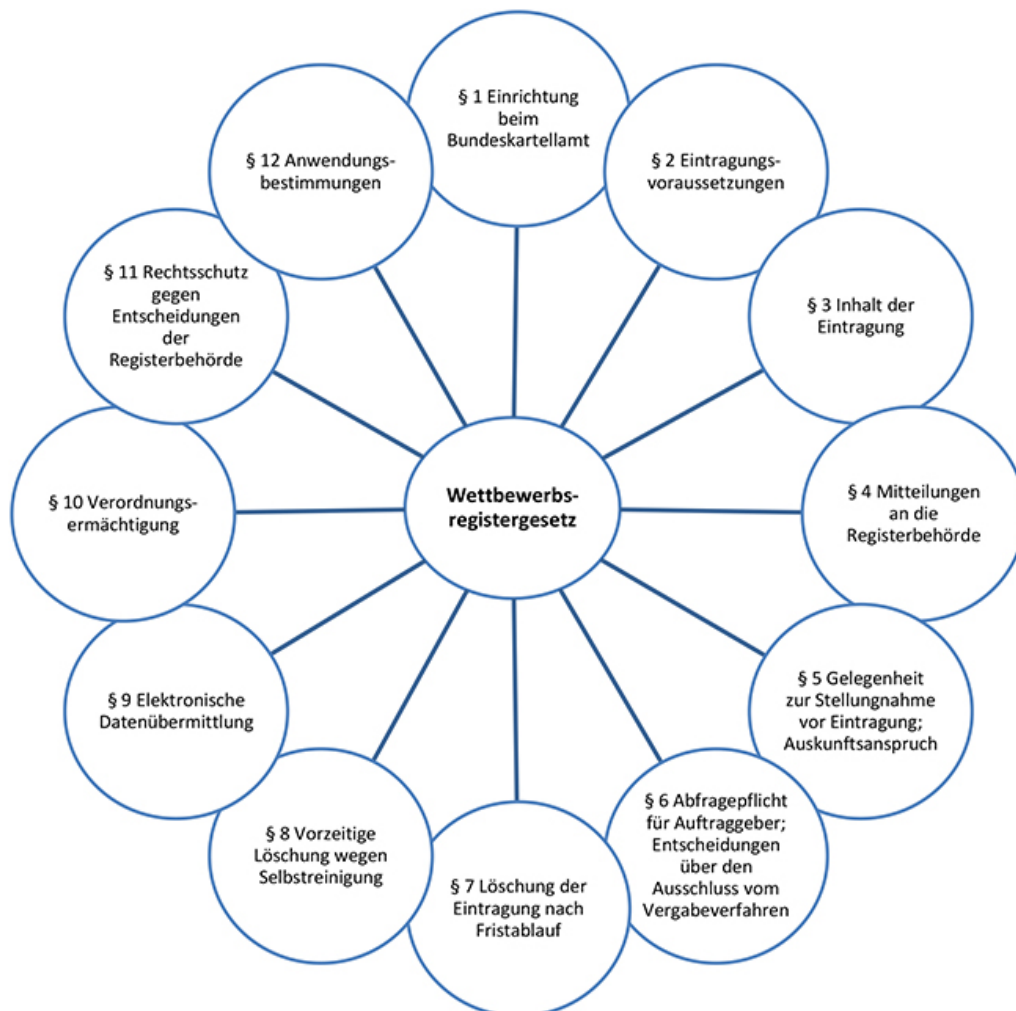 § 1 Einrichtung
beim
Bundeskartellamt
§ 2 Eintragungs-
voraussetzungen
§ 3 Inhalt der
Eintragung
§ 4 Mitteilungen
an die
Registerbehörde
§ 5 Gelegenheit
zur Stellungnahme
vor Eintragung;
Auskunftsanspruch
§ 6 Abfragepflicht
für Auftraggeber;
Entscheidungen
über den
Ausschluss vom
Vergabeverfahren
§ 7 Löschung der
Eintragung nach
Fristablauf
§ 8 Vorzeitige
Löschung wegen
Selbstreinigung
§ 9 Elektronische
Datenübermittlung
§ 10 Verordnungs-
ermächtigung
§ 11 Rechtsschutz
gegen
Entscheidungen
der
Registerbehörde
§ 12 Anwendungs-
bestimmungen
Wettbewerbs-
registergesetz